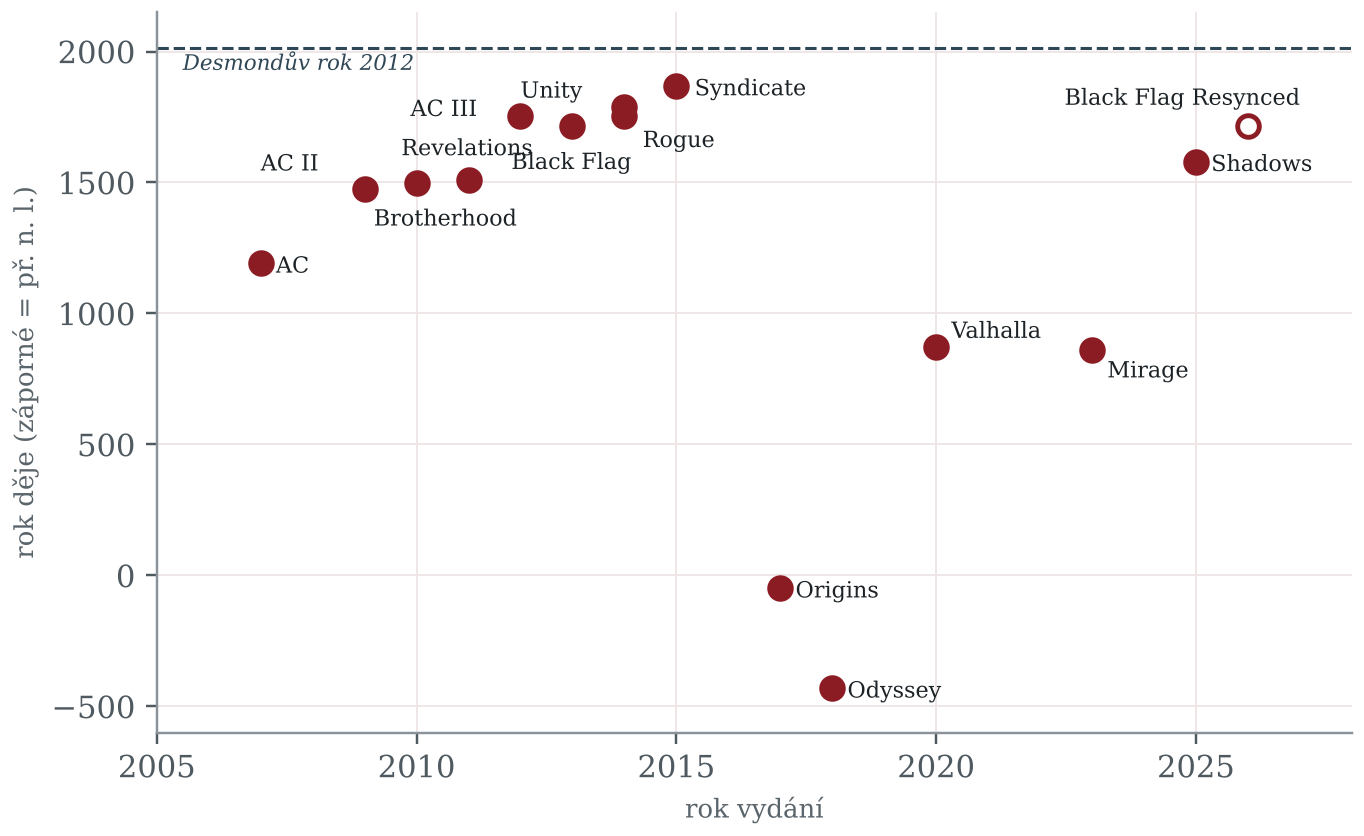 2000
Desmondův rok 2012
Syndicate
Unity
Black Flag Resynced
AC III
Rogue
Revelations
Black Flag
AC II
Shadows
1500
Brotherhood
AC
1000
Valhalla
Mirage
500
0
Origins
Odyssey
−500
rok děje (záporné = př. n. l.)
2005
2010
2015
2020
2025
rok vydání